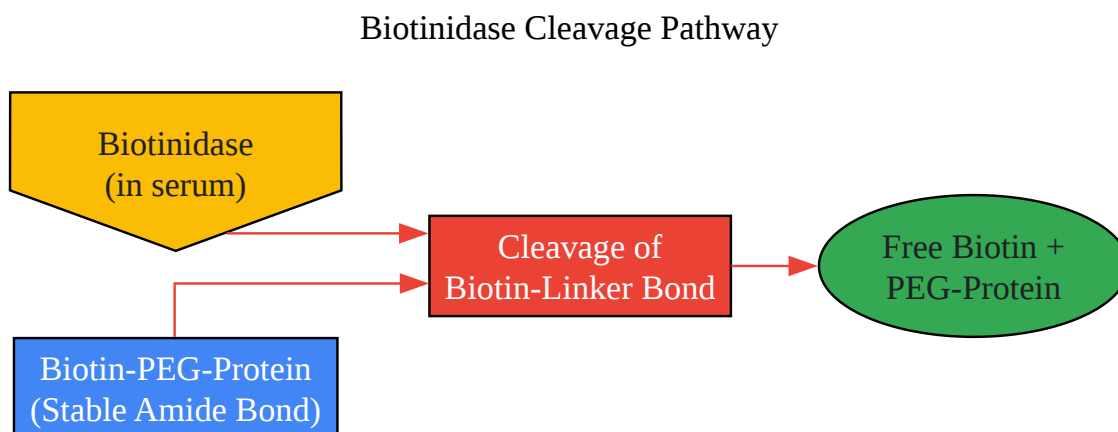 Biotinidase Cleavage Pathway
Biotinidase
(in serum)
Cleavage of
Biotin-Linker Bond
Free Biotin +
PEG-Protein
Biotin-PEG-Protein
(Stable Amide Bond)